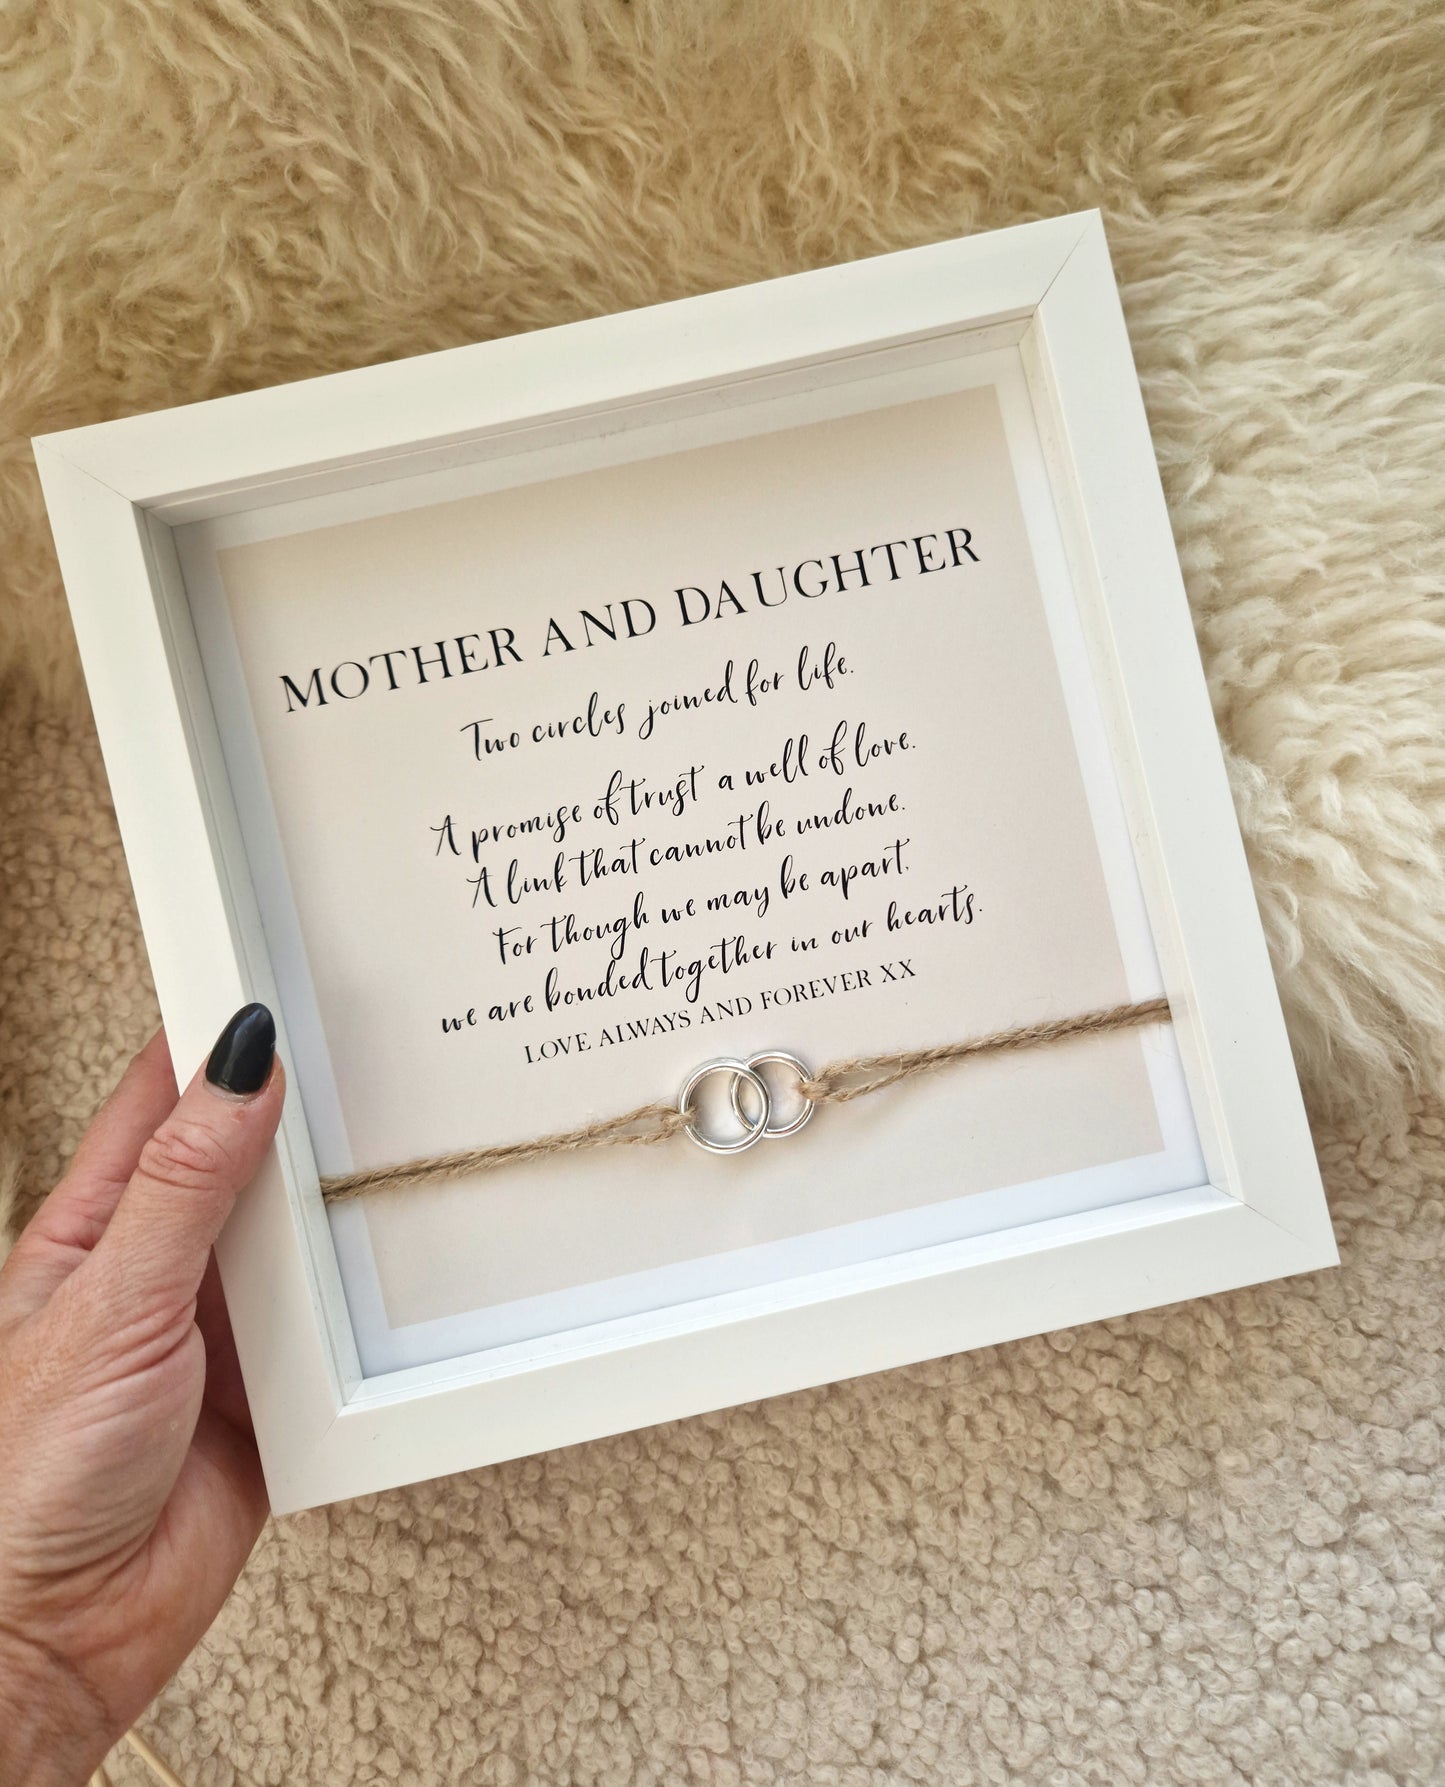 MOTHER AND DAUGHTER
Two circles joined for life.
A promise of trust a well of love.
A link that cannot be undone.
For though we may be apart,
we are bonded together in our hearts.
LOVE ALWAYS AND FOREVER XX